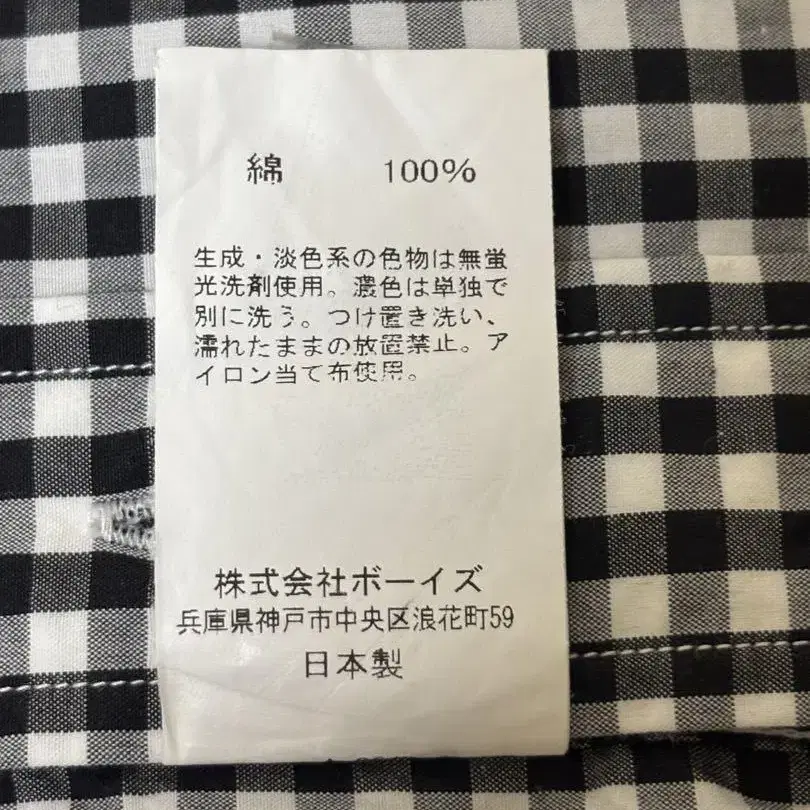 綿 100%
生成・淡色系の色物は無蛍
光洗剤使用。濃色は単独で
別に洗う。つけ置き洗い、
濡れたままの放置禁止。ア
イロン当て布使用。
株式会社ボーイズ
兵庫県神戸市中央区浪花町59
日本製